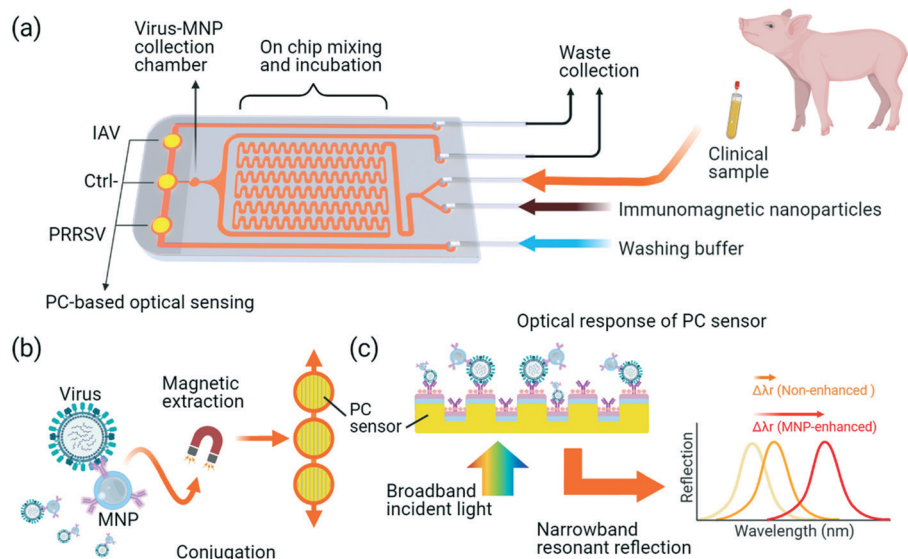 (a)
Virus-MNP
collection
chamber
On chip mixing
and incubation
Waste
collection
IAV
Ctrl-
PRRSV
PC-based optical sensing
Clinical
sample
Immunomagnetic nanoparticles
Washing buffer
(b)
Virus
Magnetic
extraction
PC
sensor
MNP
Conjugation
(c)
Optical response of PC sensor
Broadband
incident light
Narrowband
resonant reflection
Δλr (Non-enhanced )
Δλr (MNP-enhanced)
Reflection
Wavelength (nm)